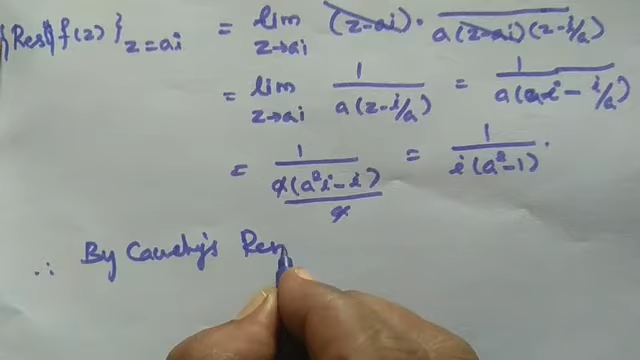 {Res{f(z)}z=ai = lim z→ai (z-ai) · 1/a(z-ai)(z-i/a)
= lim z→ai 1/a(z-i/a) = 1/a(ai-i/a)
= 1/(a(a²i-i)/a) = 1/i(a²-1) .
∴ By Cauchy's Res